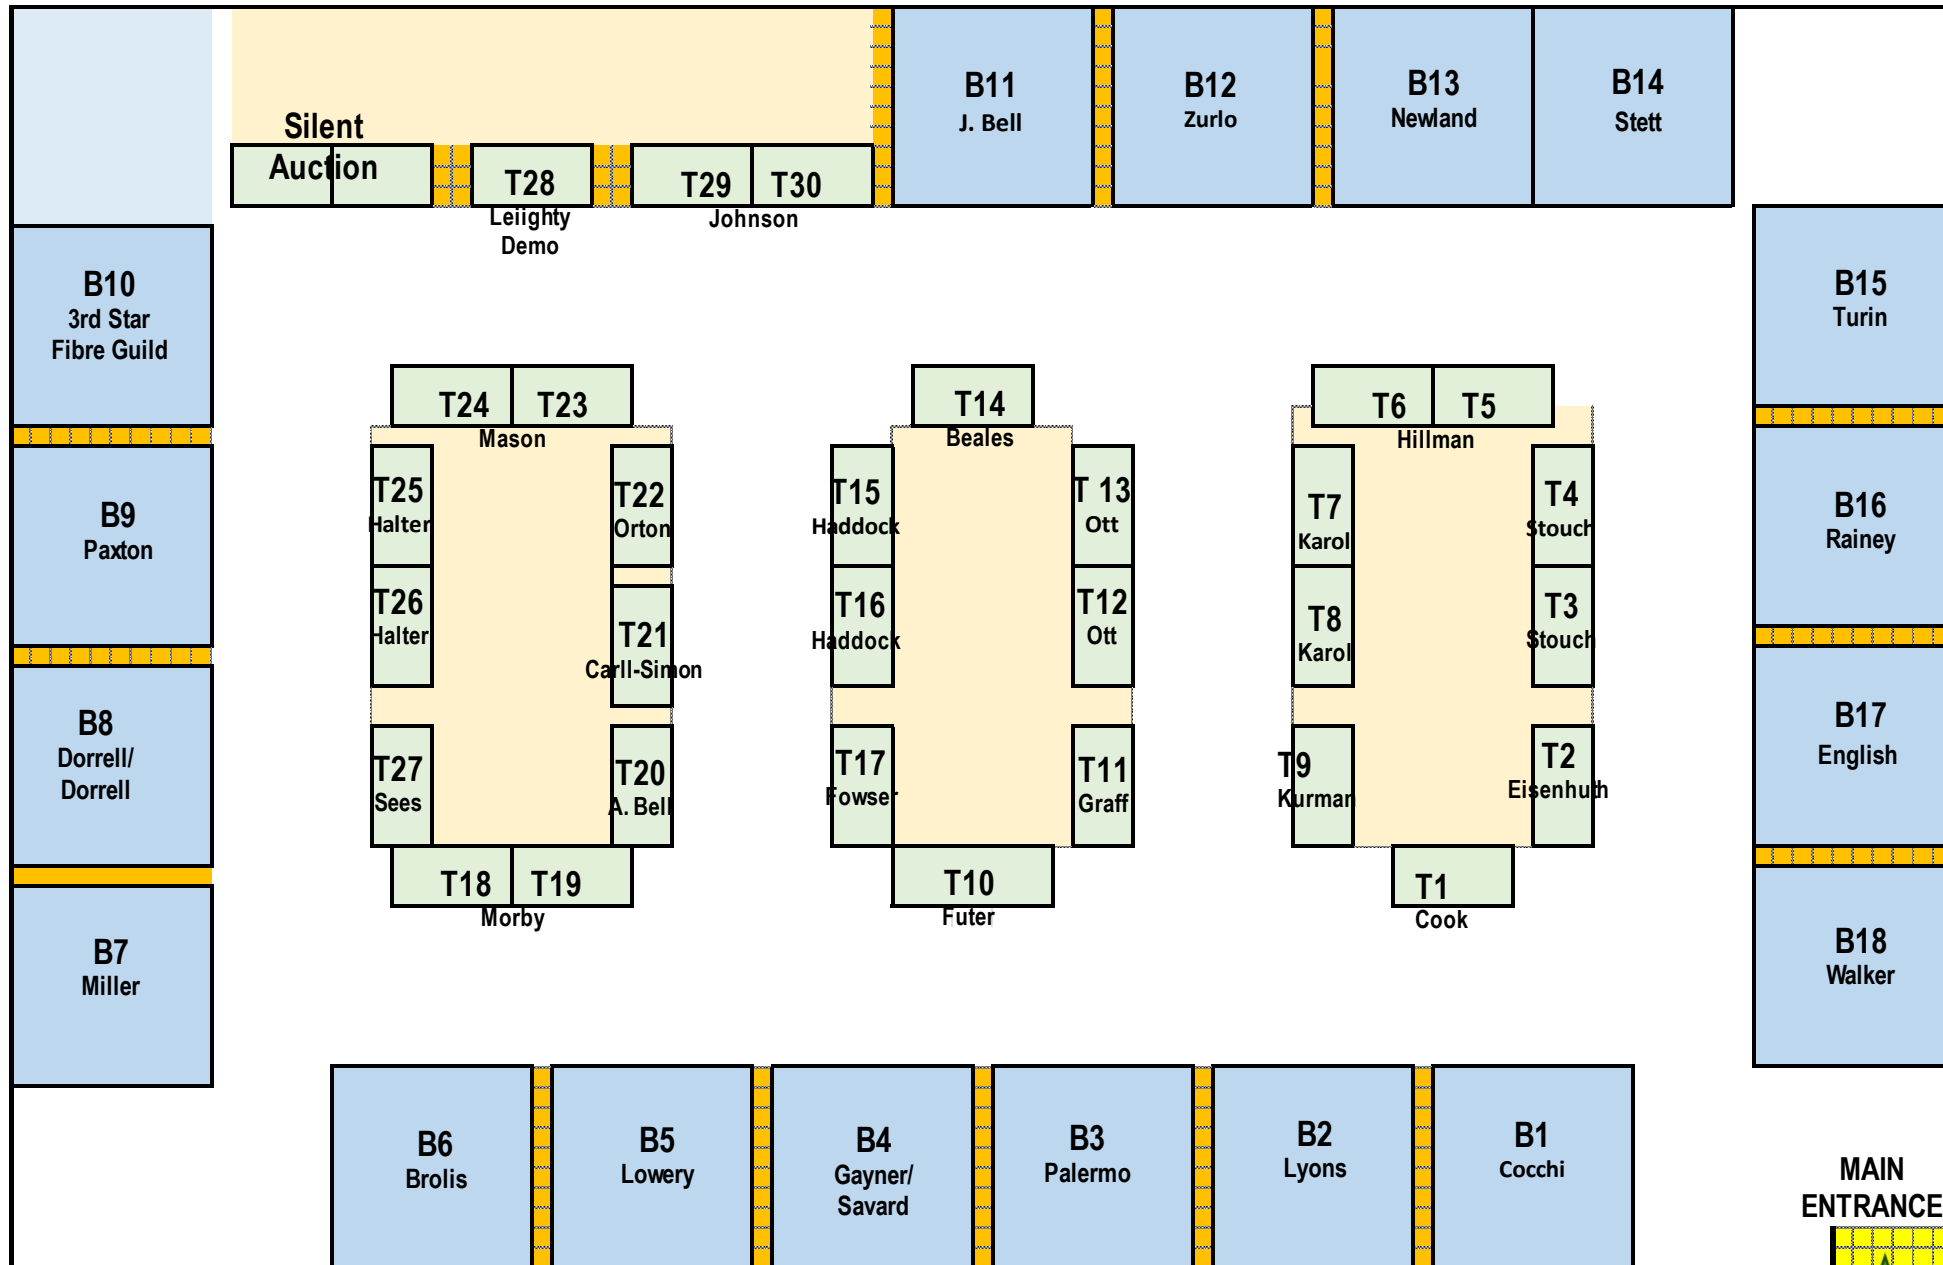 Silent
Auction
T28
Leiighty
Demo
T29
T30
Johnson
B11
J. Bell
B12
Zurlo
B13
Newland
B14
Stett
B10
3rd Star
Fibre Guild
B9
Paxton
B8
Dorrell/
Dorrell
B7
Miller
T24
T23
Mason
T25
Halter
T22
Orton
T26
Halter
T21
Carll-Simon
T27
Sees
T20
A. Bell
T18
T19
Morby
T14
Beales
T15
Haddock
T 13
Ott
T16
Haddock
T12
Ott
T17
Fowser
T11
Graff
T10
Futer
T6
T5
Hillman
T7
Karol
T4
Stouch
T8
Karol
T3
Stouch
T9
Kurman
T2
Eisenhuth
T1
Cook
B15
Turin
B16
Rainey
B17
English
B18
Walker
B6
Brolis
B5
Lowery
B4
Gayner/
Savard
B3
Palermo
B2
Lyons
B1
Cocchi
MAIN
ENTRANCE